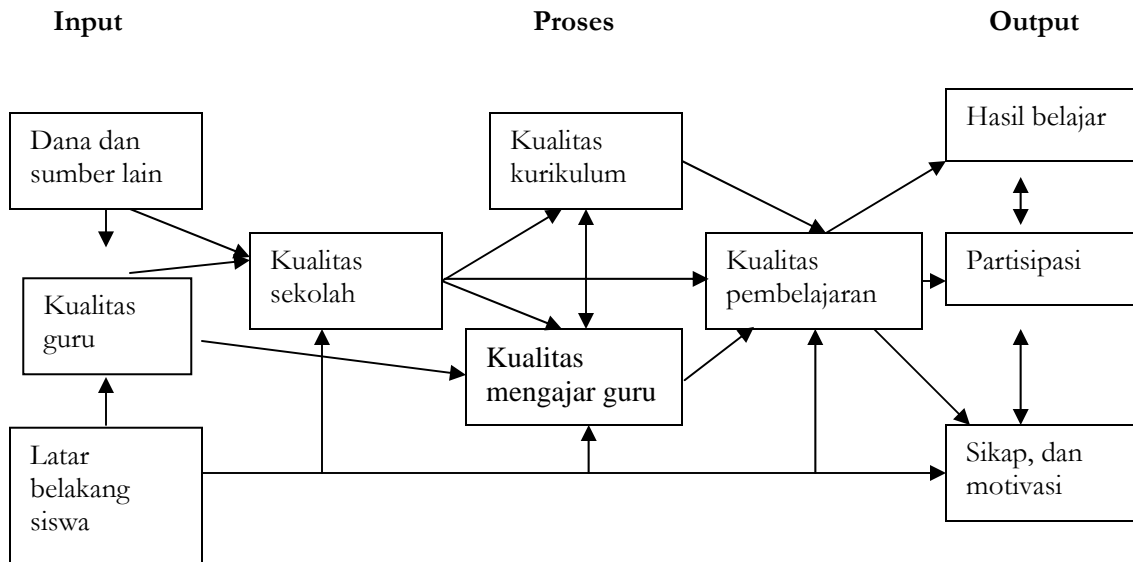 Input
Proses
Output
Dana dan
sumber lain
Kualitas
guru
Latar
belakang
siswa
Kualitas
sekolah
Kualitas
kurikulum
Kualitas
mengajar guru
Kualitas
pembelajaran
Hasil belajar
Partisipasi
Sikap, dan
motivasi